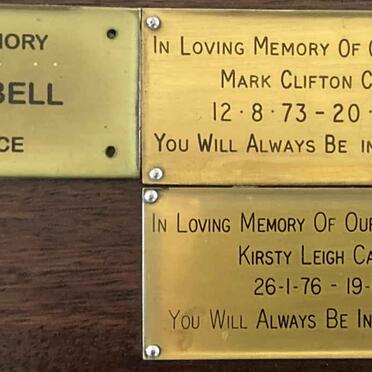 MORY
BELL
CE
IN LOVING MEMORY OF
MARK CLIFTON C
12·8·73 – 20
YOU WILL ALWAYS BE IN
IN LOVING MEMORY OF OUR
KIRSTY LEIGH CA
26-1-76 - 19-
YOU WILL ALWAYS BE IN